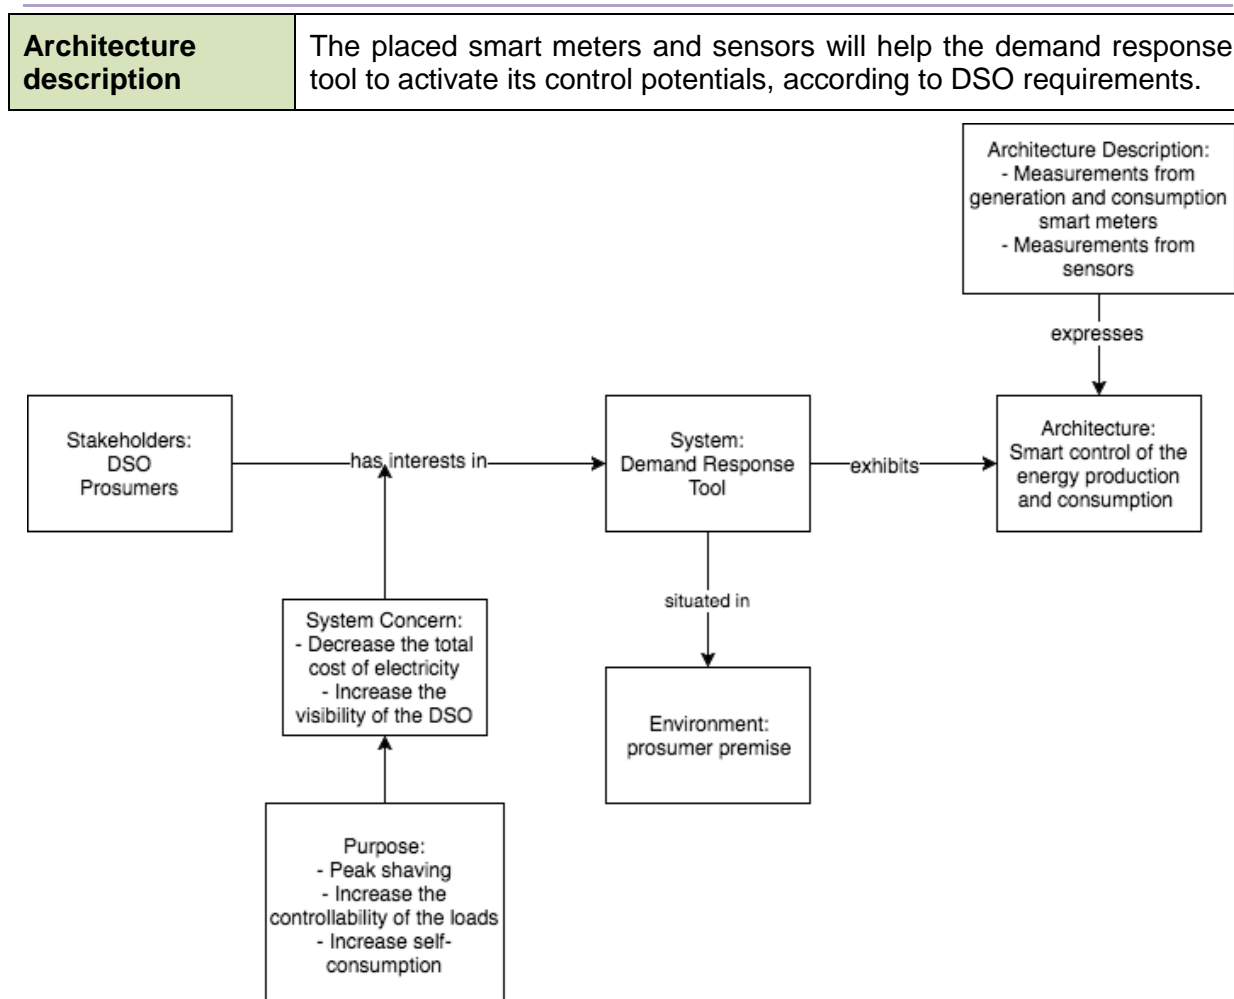 Architecture
description
The placed smart meters and sensors will help the demand response
tool to activate its control potentials, according to DSO requirements.
Architecture Description:
- Measurements from
generation and consumption
smart meters
- Measurements from
sensors
expresses
Stakeholders:
DSO
Prosumers
has interests in
System:
Demand Response
Tool
exhibits
Architecture:
Smart control of the
energy production
and consumption
situated in
System Concern:
- Decrease the total
cost of electricity
- Increase the
visibility of the DSO
Environment:
prosumer premise
Purpose:
- Peak shaving
- Increase the
controllability of the loads
- Increase self-
consumption